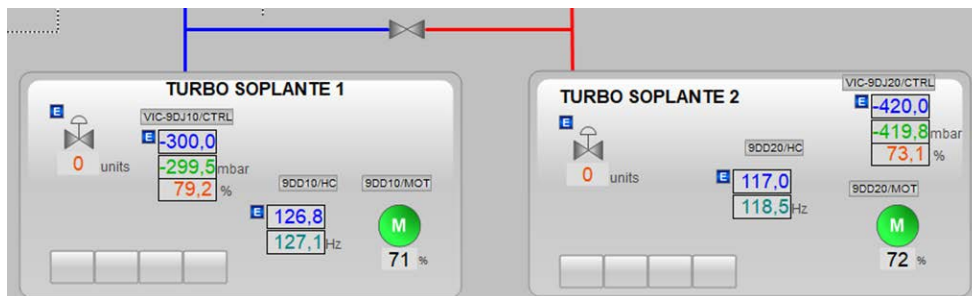 TURBO SOPLANTE 1
E
VIC-9DJ10/CTRL
E -300,0
-299,5 mbar
0 units
79,2 %
9DD10/HC
9DD10/MOT
E 126,8
M
127,1 Hz
71 %
TURBO SOPLANTE 2
VIC-9DJ20/CTRL
E -420,0
E
-419,8 mbar
9DD20/HC
73,1 %
0 units
E 117,0
9DD20/MOT
118,5 Hz
M
72 %